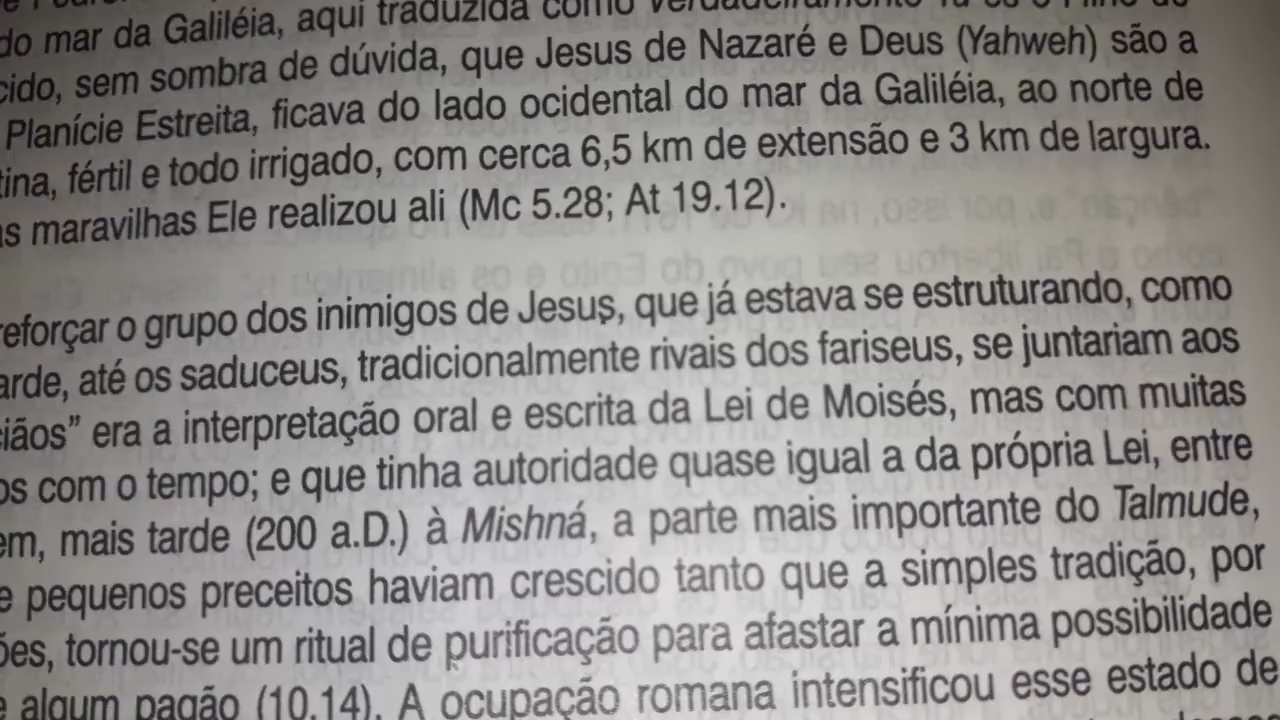 do mar da Galiléia, aqui traduzida como
cido, sem sombra de dúvida, que Jesus de Nazaré e Deus (Yahweh) são a
Planície Estreita, ficava do lado ocidental do mar da Galiléia, ao norte de
tina, fértil e todo irrigado, com cerca 6,5 km de extensão e 3 km de largura.
as maravilhas Ele realizou ali (Mc 5.28; At 19.12).
reforçar o grupo dos inimigos de Jesus, que já estava se estruturando, como
arde, até os saduceus, tradicionalmente rivais dos fariseus, se juntariam aos
ciãos” era a interpretação oral e escrita da Lei de Moisés, mas com muitas
os com o tempo; e que tinha autoridade quase igual a da própria Lei, entre
em, mais tarde (200 a.D.) à Mishná, a parte mais importante do Talmude,
e pequenos preceitos haviam crescido tanto que a simples tradição, por
ões, tornou-se um ritual de purificação para afastar a mínima possibilidade
e algum pagão (10.14). A ocupação romana intensificou esse estado de